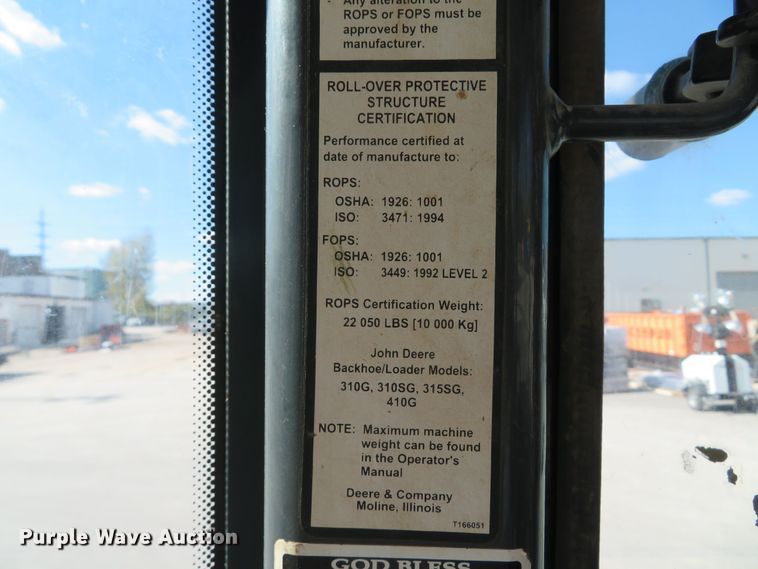 - Any alteration to the
ROPS or FOPS must be
approved by the
manufacturer.
ROLL-OVER PROTECTIVE
STRUCTURE
CERTIFICATION
Performance certified at
date of manufacture to:
ROPS:
OSHA: 1926: 1001
ISO: 3471: 1994
FOPS:
OSHA: 1926: 1001
ISO: 3449: 1992 LEVEL 2
ROPS Certification Weight:
22 050 LBS [10 000 Kg]
John Deere
Backhoe/Loader Models:
310G, 310SG, 315SG,
410G
NOTE: Maximum machine
weight can be found
in the Operator's
Manual
Deere & Company
Moline, Illinois
T166051
GOD BLESS
Purple Wave Auction